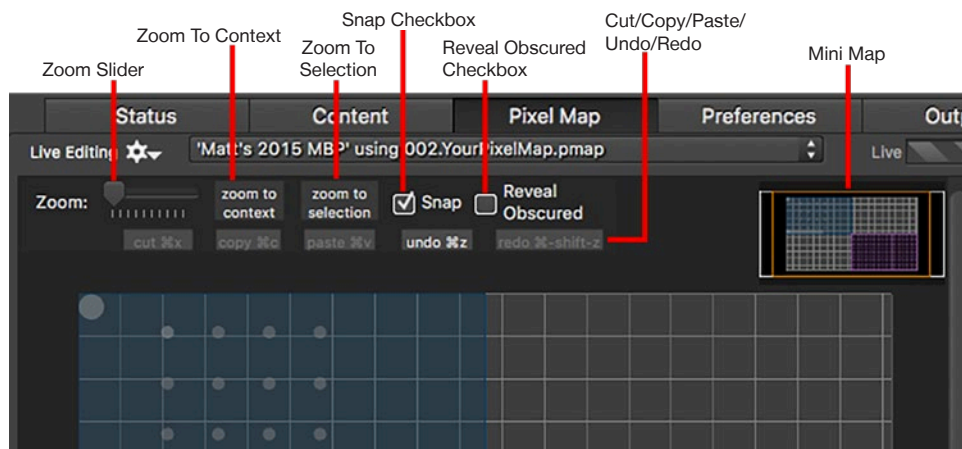 Snap Checkbox
Cut/Copy/Paste/
Undo/Redo
Zoom To Context
Zoom To
Selection
Reveal Obscured
Checkbox
Mini Map
Zoom Slider
Status
Content
Pixel Map
Preferences
Outp
Live Editing
'Matt's 2015 MBP' using 002.YourPixelMap.pmap
Live
Zoom:
zoom to
context
zoom to
selection
Snap
Reveal
Obscured
cut ⌘x
copy ⌘c
paste ⌘v
undo ⌘z
redo ⌘-shift-z